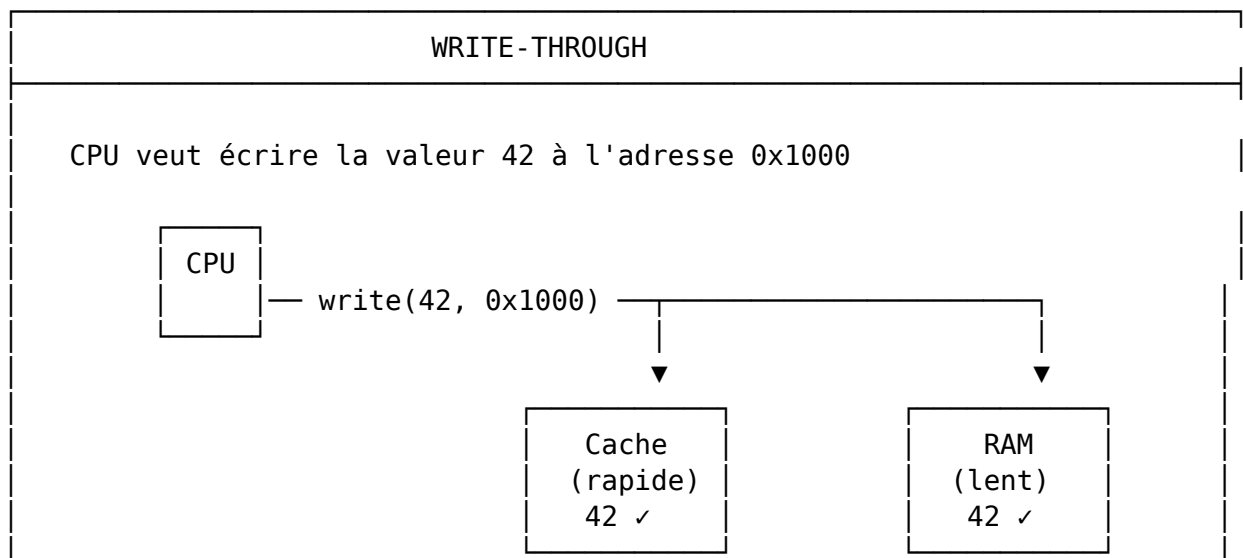 WRITE-THROUGH
CPU veut écrire la valeur 42 à l'adresse 0x1000
CPU
write(42, 0x1000)
Cache RAM
(rapide) (lent)
42 ✓ 42 ✓